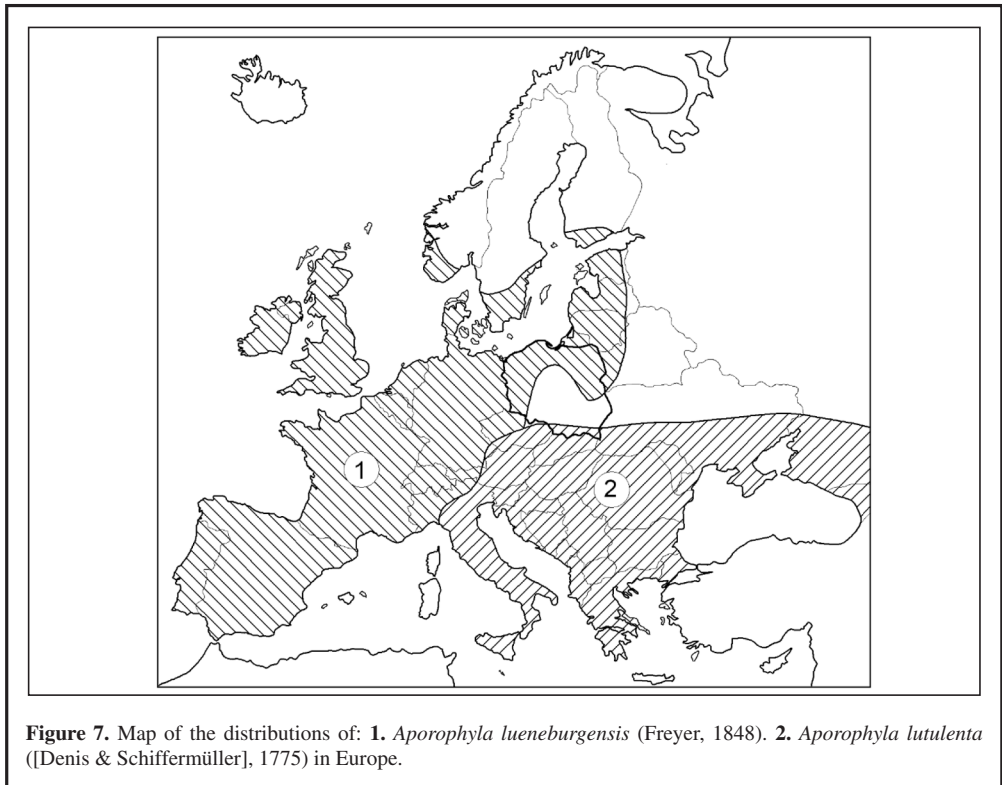 1
2
Figure 7. Map of the distributions of: 1. Aporophyla lueneburgensis (Freyer, 1848). 2. Aporophyla lutulenta
([Denis & Schiffermüller], 1775) in Europe.